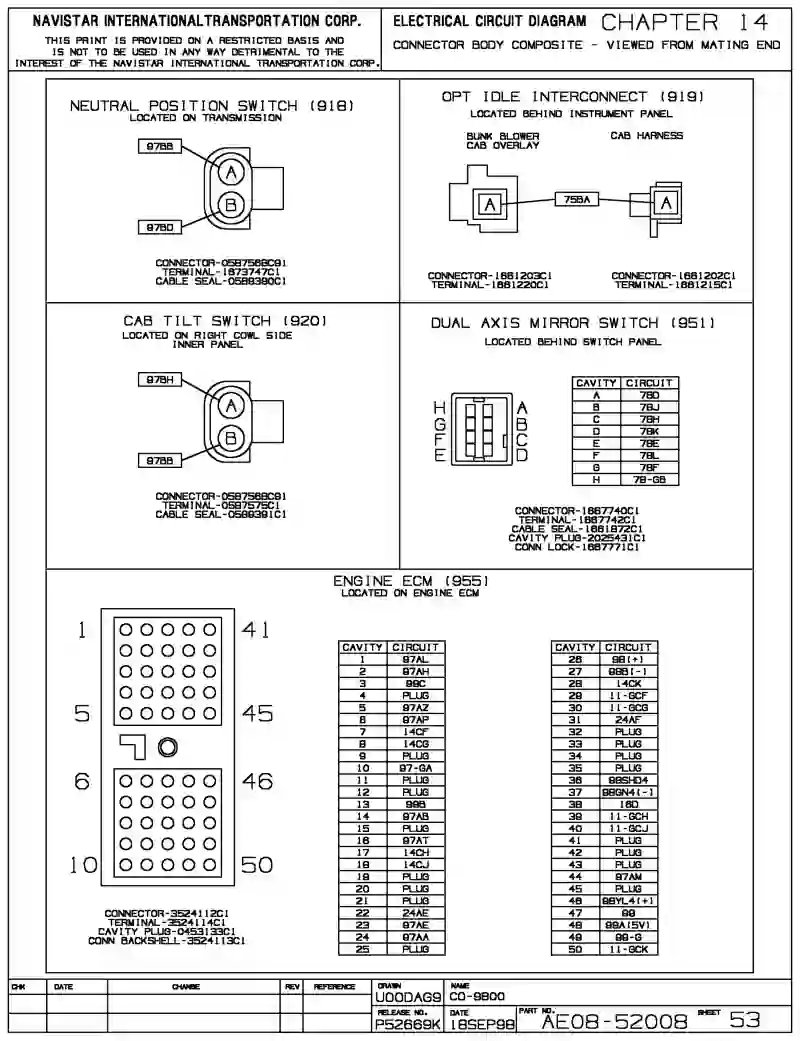 NAVISTAR INTERNATIONAL TRANSPORTATION CORP.
THIS PRINT IS PROVIDED ON A RESTRICTED BASIS AND
IS NOT TO BE USED IN ANY WAY DETRIMENTAL TO THE
INTEREST OF THE NAVISTAR INTERNATIONAL TRANSPORTATION CORP.
ELECTRICAL CIRCUIT DIAGRAM CHAPTER 14
CONNECTOR BODY COMPOSITE - VIEWED FROM MATING END
NEUTRAL POSITION SWITCH (918)
LOCATED ON TRANSMISSION
97BB
A
B
97BD
CONNECTOR-0587568C91
TERMINAL-1673747C1
CABLE SEAL-0589390C1
OPT IDLE INTERCONNECT (919)
LOCATED BEHIND INSTRUMENT PANEL
BUNK BLOWER
CAB OVERLAY
CAB HARNESS
A
75BA
A
CONNECTOR-1661203C1
TERMINAL-1661220C1
CONNECTOR-1661202C1
TERMINAL-1661215C1
CAB TILT SWITCH (920)
LOCATED ON RIGHT COWL SIDE
INNER PANEL
97BH
A
B
97BB
CONNECTOR-0587568C91
TERMINAL-0587575C1
CABLE SEAL-0589391C1
DUAL AXIS MIRROR SWITCH (951)
LOCATED BEHIND SWITCH PANEL
H A
G B
F C
E D
CAVITY CIRCUIT
A 78D
B 78J
C 78H
D 78K
E 78E
F 78L
G 78F
H 78-GB
CONNECTOR-1667740C1
TERMINAL-1667742C1
CABLE SEAL-1661872C1
CAVITY PLUG-2025431C1
CONN LOCK-1667771C1
ENGINE ECM (955)
LOCATED ON ENGINE ECM
1 41
5 45
6 46
10 50
CONNECTOR-3524112C1
TERMINAL-3524114C1
CAVITY PLUG-0453133C1
CONN BACKSHELL-3524113C1
CAVITY CIRCUIT
1 97AL
2 97AH
3 99C
4 PLUG
5 97AZ
6 97AP
7 14CF
8 14CG
9 PLUG
10 97-GA
11 PLUG
12 PLUG
13 99B
14 97AB
15 PLUG
16 97AT
17 14CH
18 14CJ
19 PLUG
20 PLUG
21 PLUG
22 24AE
23 97AE
24 97AA
25 PLUG
CAVITY CIRCUIT
26 98(+)
27 98B(-)
28 14CK
29 11-GCF
30 11-GCG
31 24AF
32 PLUG
33 PLUG
34 PLUG
35 PLUG
36 98SHD4
37 98GN4(-)
38 16D
39 11-GCH
40 11-GCJ
41 PLUG
42 PLUG
43 PLUG
44 97AM
45 PLUG
46 98YL4(+)
47 99
48 99A(5V)
49 99-G
50 11-GCK
CHK DATE CHANGE REV REFERENCE
DRAWN
U00DAG9
NAME
CO-9800
RELEASE NO.
P52669K
DATE
18SEP98
PART NO.
AE08-52008
SHEET 53